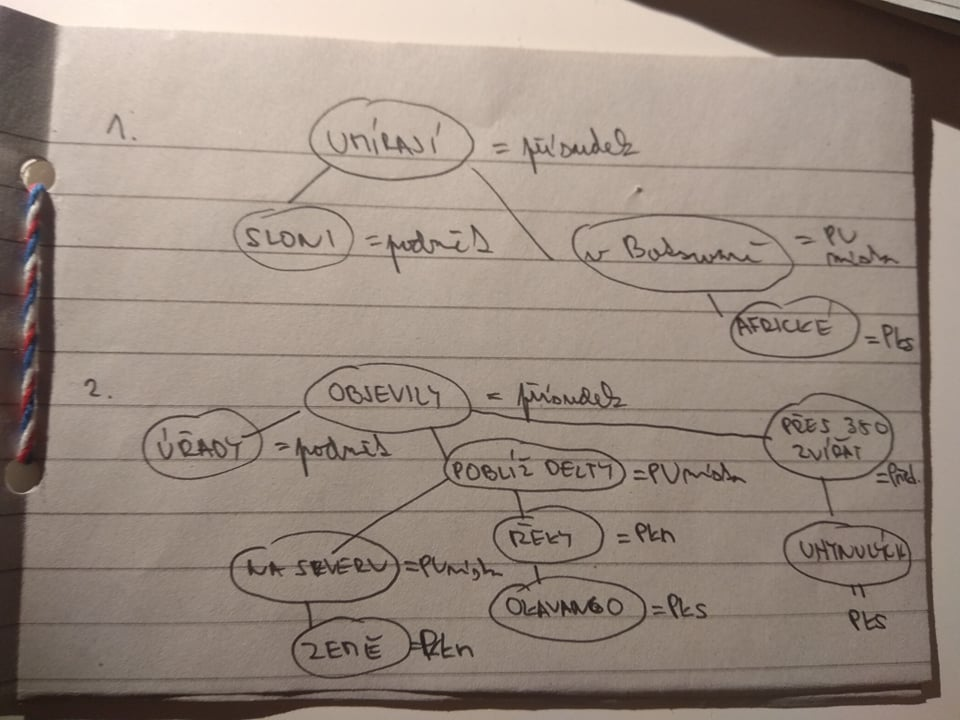 1.
UMÍRAJÍ = přísudek
SLONI = podmět
v Botswaně = PU
místa
AFRICKÉ = Pks
2.
OBJEVILY = přísudek
ÚŘADY = podmět
PŘES 350
ZVÍŘAT
= Před.
POBLÍŽ DELTY = PU místa
ŘEKY = Pkn
UHYNULÝCH
=
Pks
NA SEVERU = PU místa
OKAVANGO = Pks
ZEMĚ = Pkn